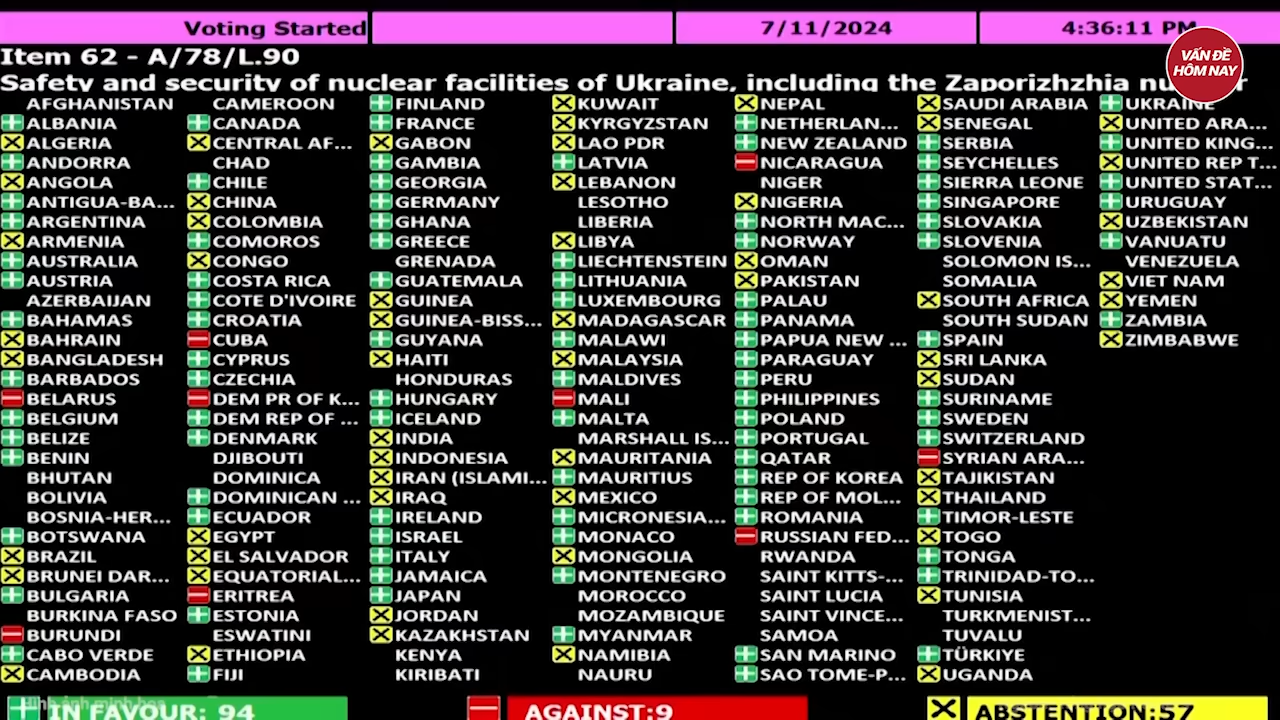 Voting Started 7/11/2024 4:36:11 PM
VẤN ĐỀ
HÔM NAY
Item 62 - A/78/L.90
Safety and security of nuclear facilities of Ukraine, including the Zaporizhzhia
AFGHANISTAN CAMEROON FINLAND KUWAIT NEPAL SAUDI ARABIA UKRAINE
ALBANIA CANADA FRANCE KYRGYZSTAN NETHERLAN... SENEGAL UNITED ARA...
ALGERIA CENTRAL AF... GABON LAO PDR NEW ZEALAND SERBIA UNITED KING...
ANDORRA CHAD GAMBIA LATVIA NICARAGUA SEYCHELLES UNITED REP T...
ANGOLA CHILE GEORGIA LEBANON NIGER SIERRA LEONE UNITED STAT...
ANTIGUA-BA... CHINA GERMANY LESOTHO NIGERIA SINGAPORE URUGUAY
ARGENTINA COLOMBIA GHANA LIBERIA NORTH MAC... SLOVAKIA UZBEKISTAN
ARMENIA COMOROS GREECE LIBYA NORWAY SLOVENIA VANUATU
AUSTRALIA CONGO GRENADA LIECHTENSTEIN OMAN SOLOMON IS... VENEZUELA
AUSTRIA COSTA RICA GUATEMALA LITHUANIA PAKISTAN SOMALIA VIET NAM
AZERBAIJAN COTE D'IVOIRE GUINEA LUXEMBOURG PALAU SOUTH AFRICA YEMEN
BAHAMAS CROATIA GUINEA-BISS... MADAGASCAR PANAMA SOUTH SUDAN ZAMBIA
BAHRAIN CUBA GUYANA MALAWI PAPUA NEW ... SPAIN ZIMBABWE
BANGLADESH CYPRUS HAITI MALAYSIA PARAGUAY SRI LANKA
BARBADOS CZECHIA HONDURAS MALDIVES PERU SUDAN
BELARUS DEM PR OF K... HUNGARY MALI PHILIPPINES SURINAME
BELGIUM DEM REP OF ... ICELAND MALTA POLAND SWEDEN
BELIZE DENMARK INDIA MARSHALL IS... PORTUGAL SWITZERLAND
BENIN DJIBOUTI INDONESIA MAURITANIA QATAR SYRIAN ARA...
BHUTAN DOMINICA IRAN (ISLAMI... MAURITIUS REP OF KOREA TAJIKISTAN
BOLIVIA DOMINICAN ... IRAQ MEXICO REP OF MOL... THAILAND
BOSNIA-HER... ECUADOR IRELAND MICRONESIA... ROMANIA TIMOR-LESTE
BOTSWANA EGYPT ISRAEL MONACO RUSSIAN FED... TOGO
BRAZIL EL SALVADOR ITALY MONGOLIA RWANDA TONGA
BRUNEI DAR... EQUATORIAL... JAMAICA MONTENEGRO SAINT KITTS-... TRINIDAD-TO...
BULGARIA ERITREA JAPAN MOROCCO SAINT LUCIA TUNISIA
BURKINA FASO ESTONIA JORDAN MOZAMBIQUE SAINT VINCE... TURKMENIST...
BURUNDI ESWATINI KAZAKHSTAN MYANMAR SAMOA TUVALU
CABO VERDE ETHIOPIA KENYA NAMIBIA SAN MARINO TÜRKIYE
CAMBODIA FIJI KIRIBATI NAURU SAO TOME-P... UGANDA
IN FAVOUR: 94 AGAINST:9 ABSTENTION:57
Hình ảnh minh họa